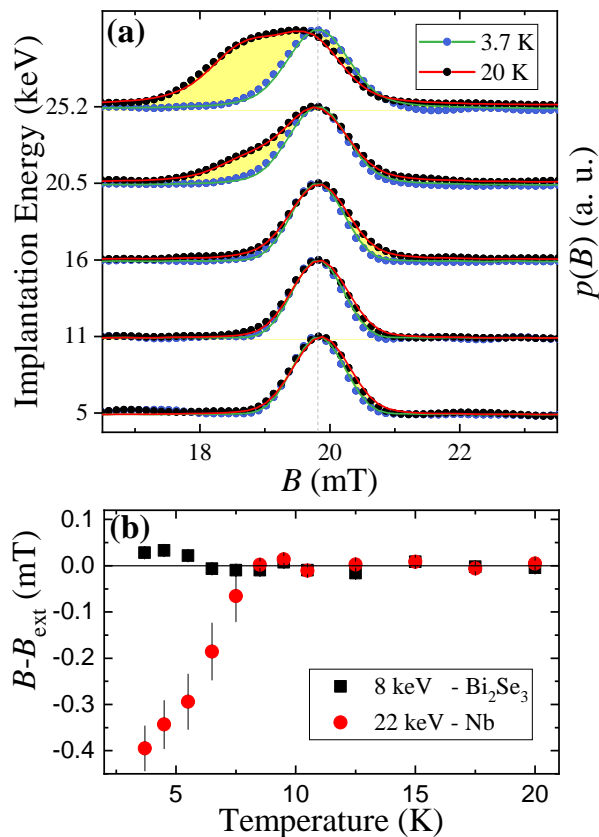 (a)
3.7 K
20 K
Implantation Energy (keV)
25.2
20.5
16
11
5
p(B) (a. u.)
18
20
22
B (mT)
(b)
0.1
0.0
-0.1
-0.2
-0.3
-0.4
B-B_ext (mT)
8 keV - Bi₂Se₃
22 keV - Nb
5
10
15
20
Temperature (K)